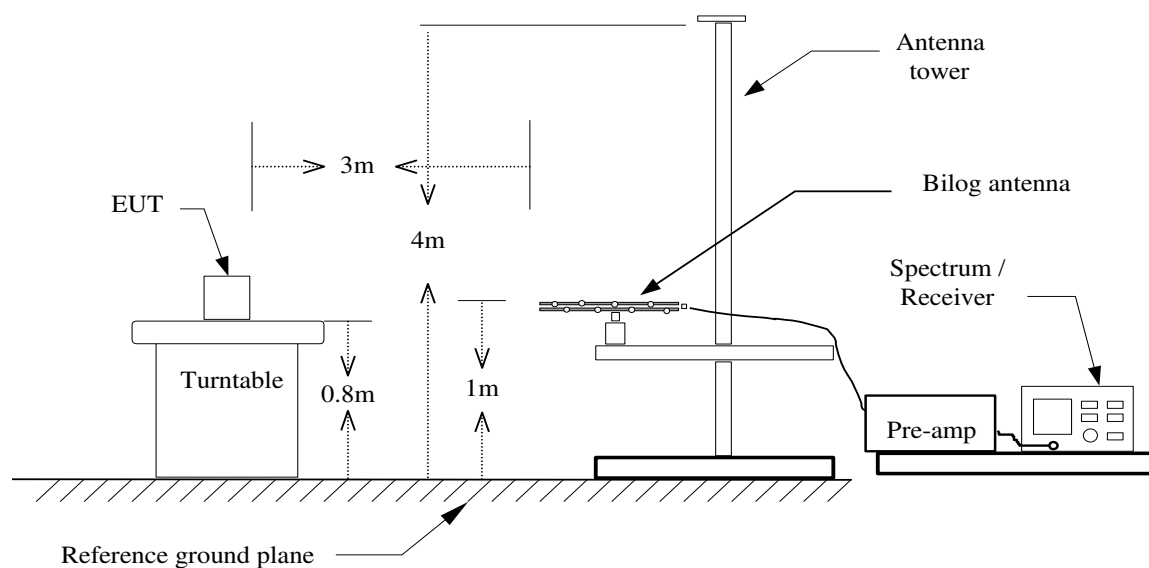 Antenna
tower
3m
Bilog antenna
EUT
4m
Spectrum /
Receiver
Turntable
0.8m
1m
Pre-amp
Reference ground plane